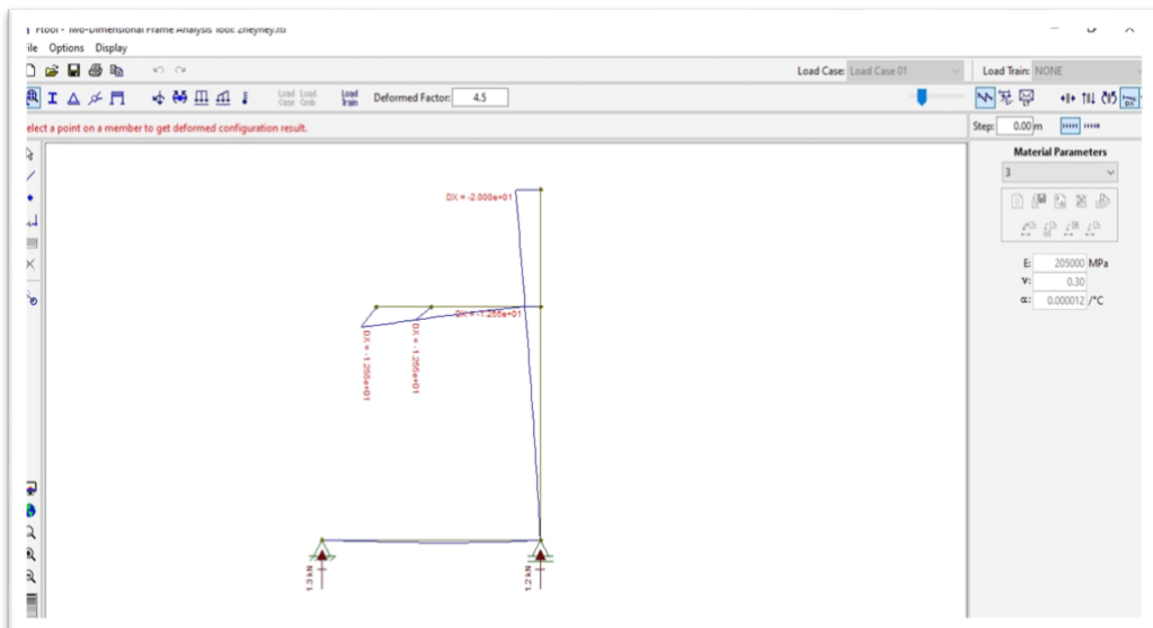 Ftool - Two-Dimensional Frame Analysis Tool: zheyney.ftl
ile Options Display
Load Case: Load Case 01 Load Train: NONE
Load Case Load Comb Load Train Deformed Factor: 4.5
elect a point on a member to get deformed configuration result. Step: 0.00 m
Material Parameters
3
DX = -2.000e+01
E: 205000 MPa
ν: 0.30
α: 0.000012 /°C
DX = -1.255e+01
DX = -1.255e+01
DX = -1.255e+01
1.3 kN
1.2 kN